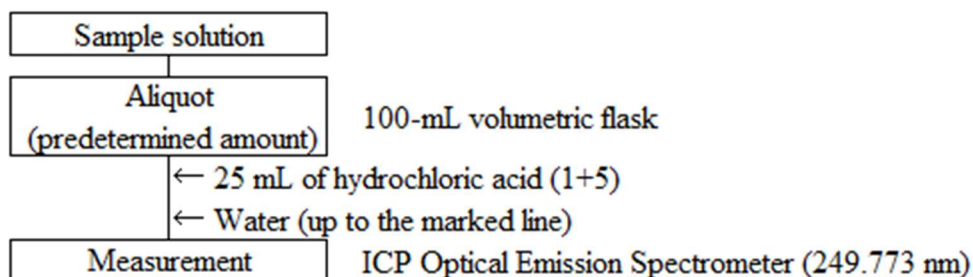 Sample solution
Aliquot
(predetermined amount)
100-mL volumetric flask
← 25 mL of hydrochloric acid (1+5)
← Water (up to the marked line)
Measurement
ICP Optical Emission Spectrometer (249.773 nm)